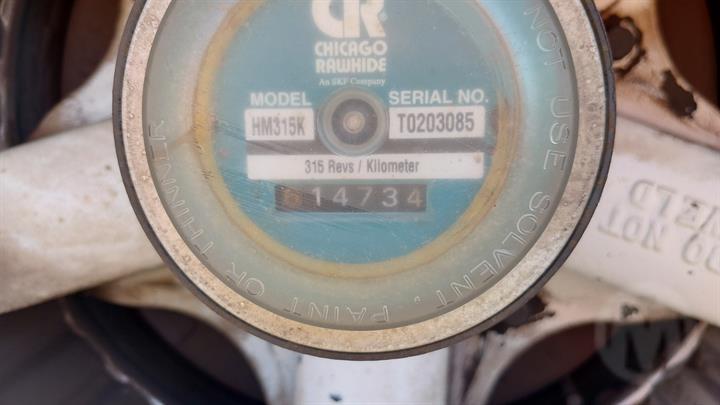 CR
CHICAGO
RAWHIDE
An SKF Company
MODEL SERIAL NO.
HM315K T0203085
315 Revs / Kilometer
14734
NOT USE SOLVENT, PAINT OR THINNER
DO NOT
WELD
M